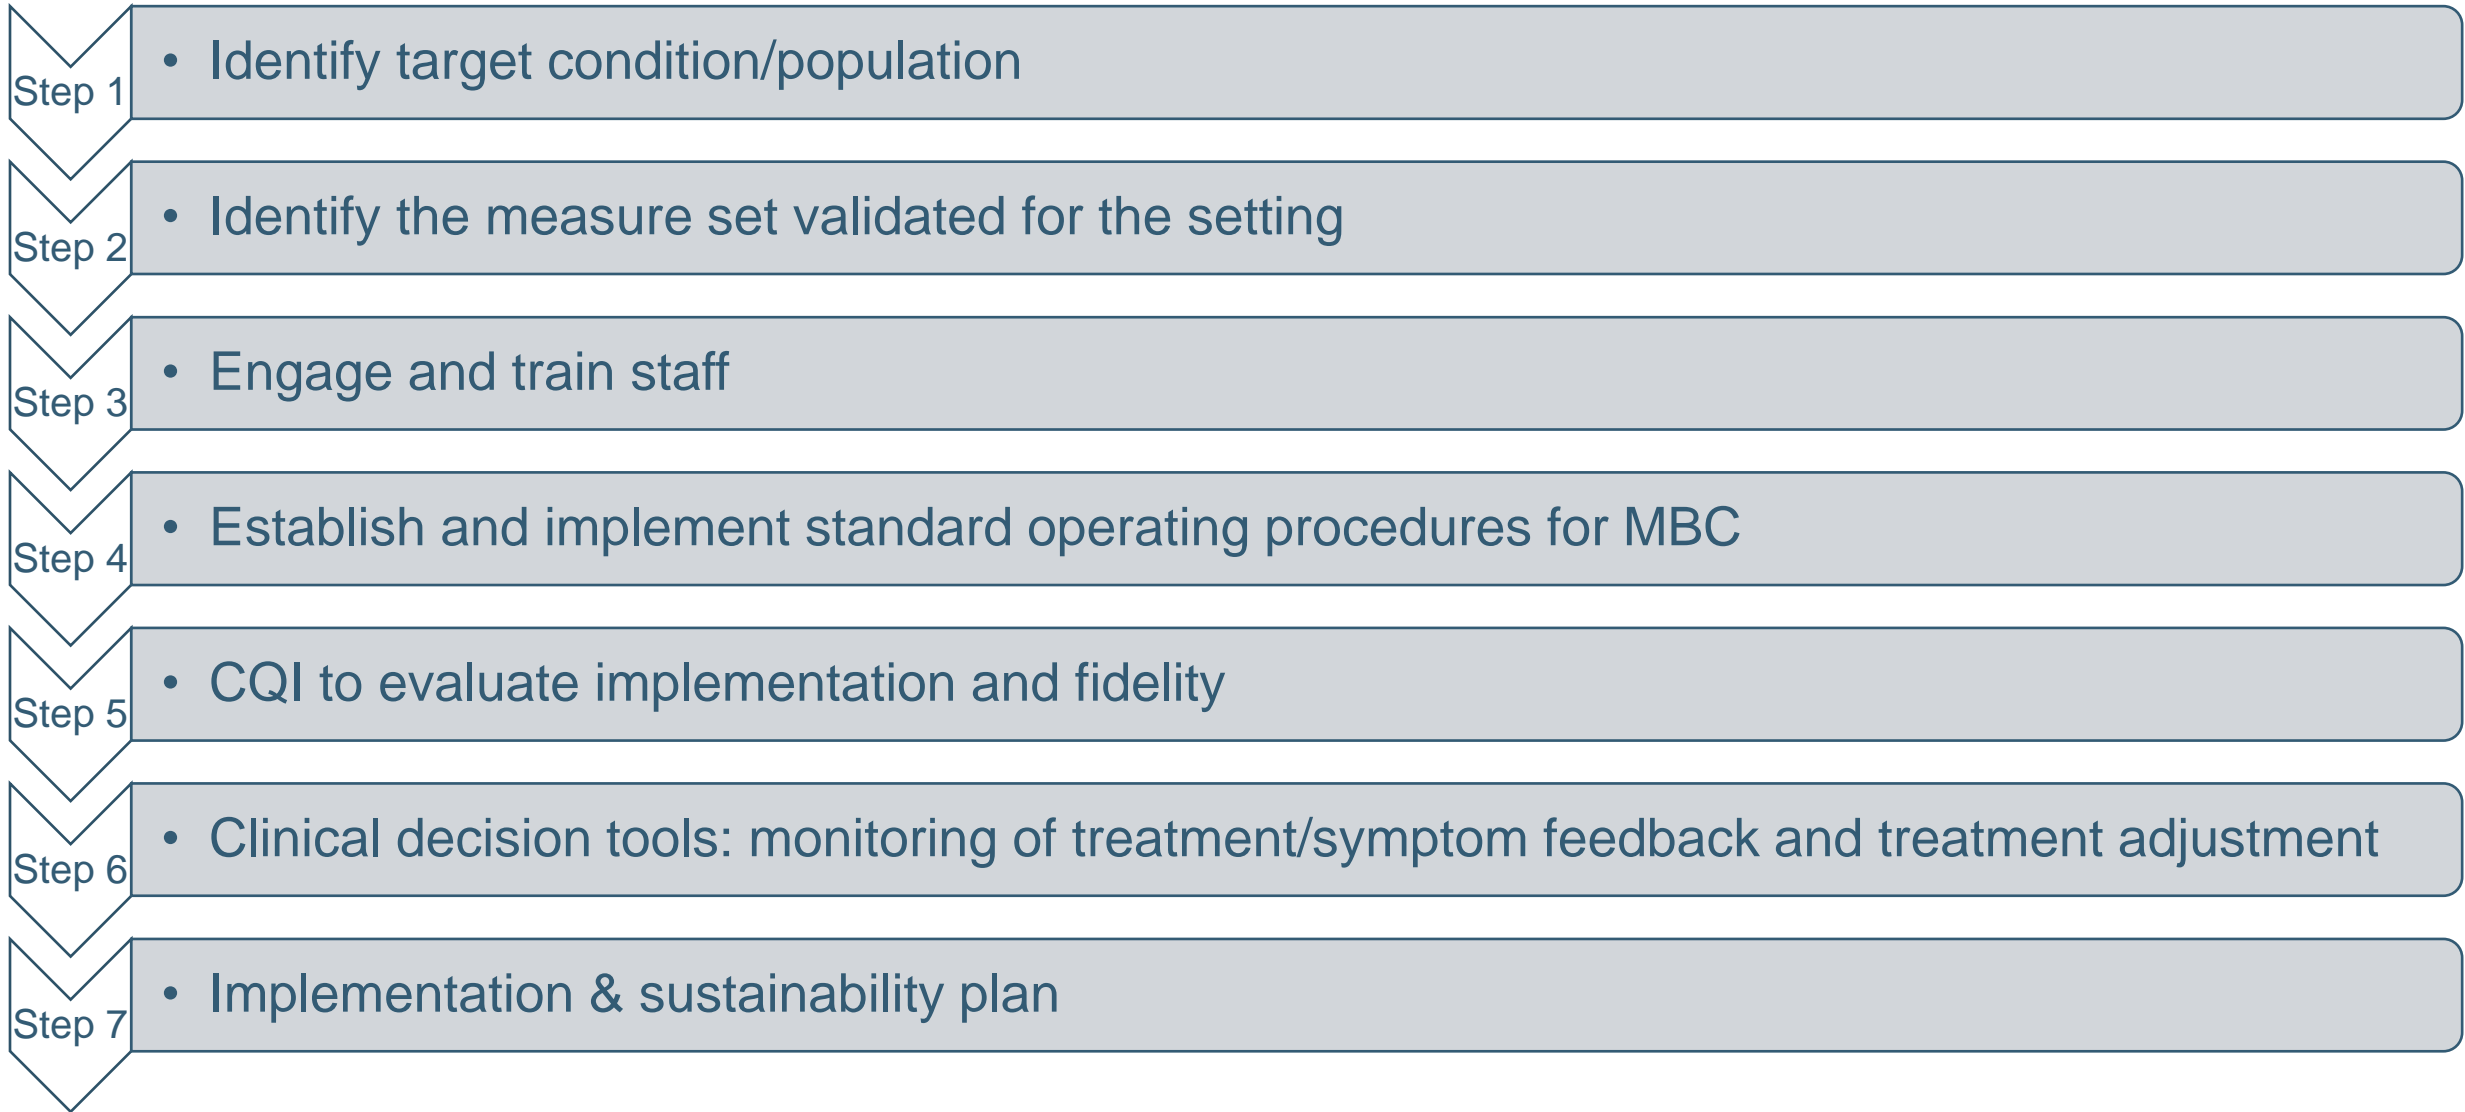 Step 1
• Identify target condition/population
Step 2
• Identify the measure set validated for the setting
Step 3
• Engage and train staff
Step 4
• Establish and implement standard operating procedures for MBC
Step 5
• CQI to evaluate implementation and fidelity
Step 6
• Clinical decision tools: monitoring of treatment/symptom feedback and treatment adjustment
Step 7
• Implementation & sustainability plan